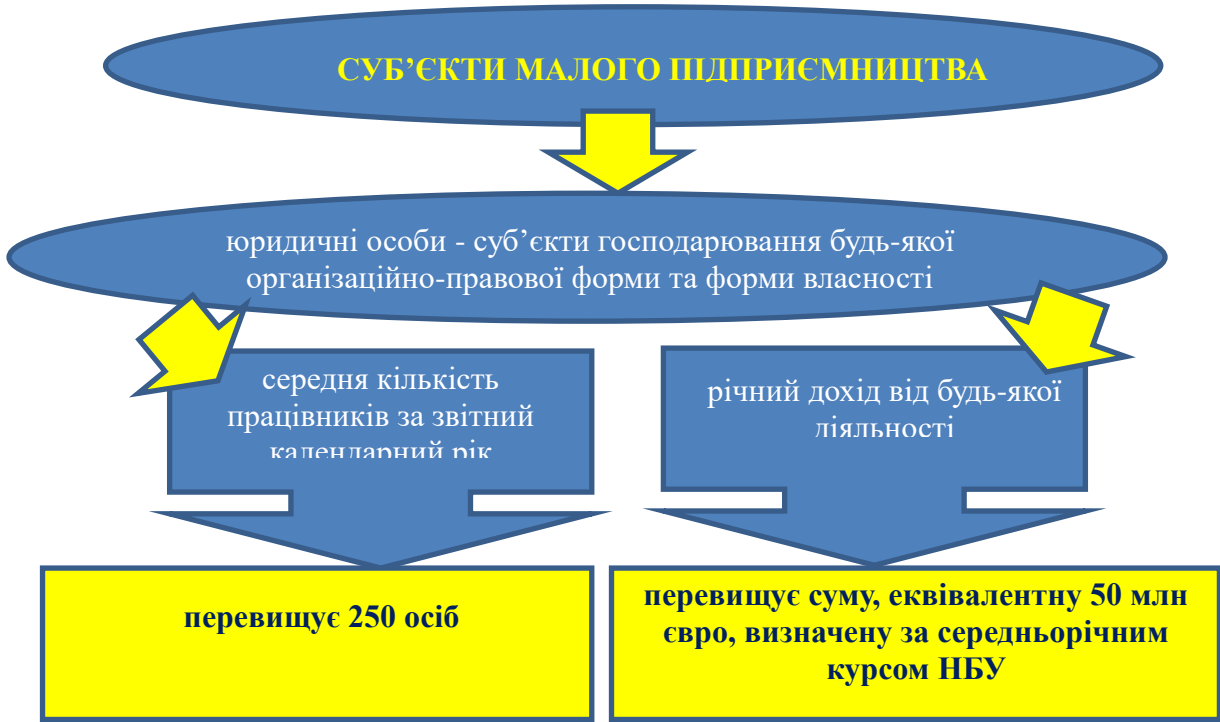 СУБ’ЄКТИ МАЛОГО ПІДПРИЄМНИЦТВА
юридичні особи - суб’єкти господарювання будь-якої
організаційно-правової форми та форми власності
середня кількість
працівників за звітний
календарний рік
річний дохід від будь-якої
діяльності
перевищує 250 осіб
перевищує суму, еквівалентну 50 млн
євро, визначену за середньорічним
курсом НБУ